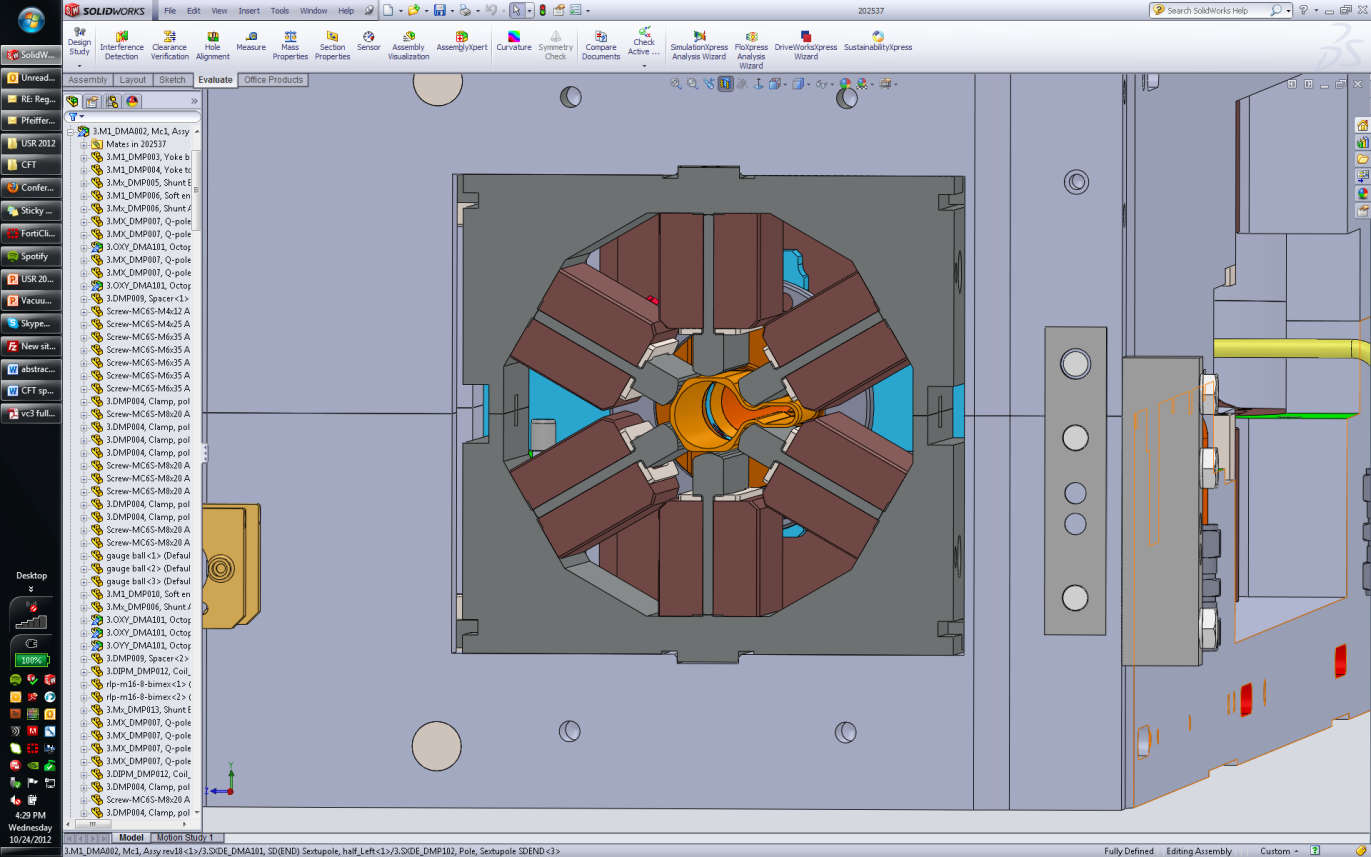 SOLIDWORKS File Edit View Insert Tools Window Help
202537
Search SolidWorks Help
Design Study
Interference Detection
Clearance Verification
Hole Alignment
Measure
Mass Properties
Section Properties
Sensor
Assembly Visualization
AssemblyXpert
Curvature
Symmetry Check
Compare Documents
Check Active ...
SimulationXpress Analysis Wizard
FloXpress Analysis Wizard
DriveWorksXpress Wizard
SustainabilityXpress
Assembly Layout Sketch Evaluate Office Products
SolidW...
Unread...
RE: Reg...
Pfeiffer...
USR 2012
CFT
Confer...
Sticky ...
FortiCli...
Spotify
USR 20...
Vacuu...
Skype...
New sit...
abstrac...
CFT sp...
vc3 full...
Desktop
100%
4:29 PM
Wednesday
10/24/2012
3.M1_DMA002, Mc1, Assy
Mates in 202537
3.M1_DMP003, Yoke b
3.M1_DMP004, Yoke to
3.Mx_DMP005, Shunt E
3.M1_DMP006, Soft en
3.Mx_DMP006, Shunt A
3.MX_DMP007, Q-pole
3.MX_DMP007, Q-pole
3.OXY_DMA101, Octop
3.MX_DMP007, Q-pole
3.MX_DMP007, Q-pole
3.OXY_DMA101, Octop
3.DMP009, Spacer<1>
Screw-MC6S-M4x12 A
Screw-MC6S-M4x25 A
Screw-MC6S-M6x35 A
Screw-MC6S-M6x35 A
Screw-MC6S-M6x35 A
Screw-MC6S-M6x35 A
Screw-MC6S-M6x35 A
3.DMP004, Clamp, pol
Screw-MC6S-M8x20 A
3.DMP004, Clamp, pol
3.DMP004, Clamp, pol
3.DMP004, Clamp, pol
Screw-MC6S-M8x20 A
Screw-MC6S-M8x20 A
Screw-MC6S-M8x20 A
3.DMP004, Clamp, pol
3.DMP004, Clamp, pol
Screw-MC6S-M8x20 A
Screw-MC6S-M8x20 A
gauge ball<1> (Defaul
gauge ball<2> (Defaul
gauge ball<3> (Defaul
3.M1_DMP010, Soft en
3.Mx_DMP006, Shunt A
3.OXY_DMA101, Octop
3.OXY_DMA101, Octop
3.OYY_DMA101, Octop
3.DMP009, Spacer<2>
3.DIPM_DMP012, Coil_
rlp-m16-8-bimex<1> (
rlp-m16-8-bimex<2> (
3.Mx_DMP013, Shunt E
3.MX_DMP007, Q-pole
3.MX_DMP007, Q-pole
3.MX_DMP007, Q-pole
3.MX_DMP007, Q-pole
3.DIPM_DMP012, Coil_
3.DMP004, Clamp, pol
Screw-MC6S-M8x20 A
3.DMP004, Clamp, pol
Y
Z
Model Motion Study 1
3.M1_DMA002, Mc1, Assy rev18<1>/3.SXDE_DMA101, SD(END) Sextupole, half_Left<1>/3.SXDE_DMP102, Pole, Sextupole SDEND<3>
Fully Defined Editing Assembly Custom